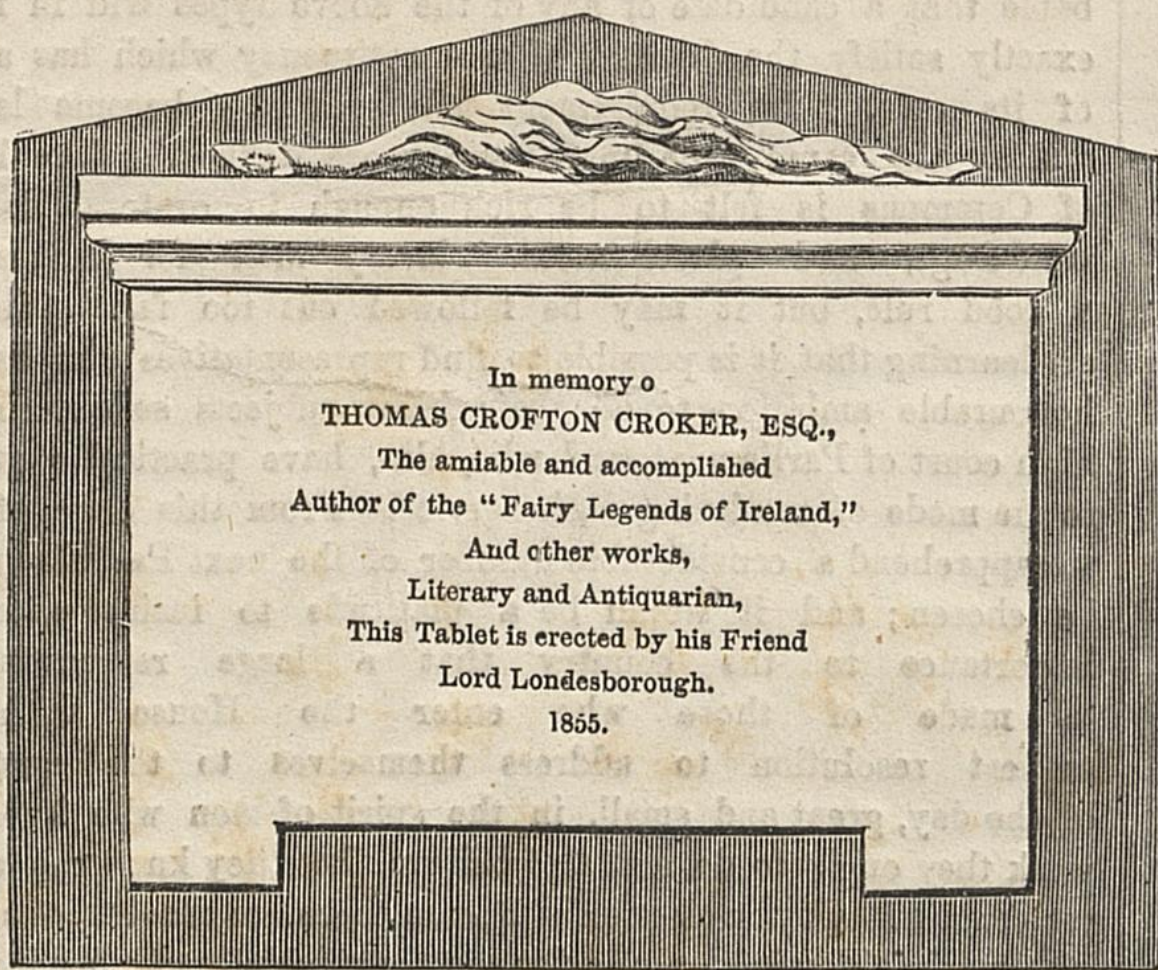 In memory o
THOMAS CROFTON CROKER, ESQ.,
The amiable and accomplished
Author of the "Fairy Legends of Ireland,"
And other works,
Literary and Antiquarian,
This Tablet is erected by his Friend
Lord Londesborough.
1855.